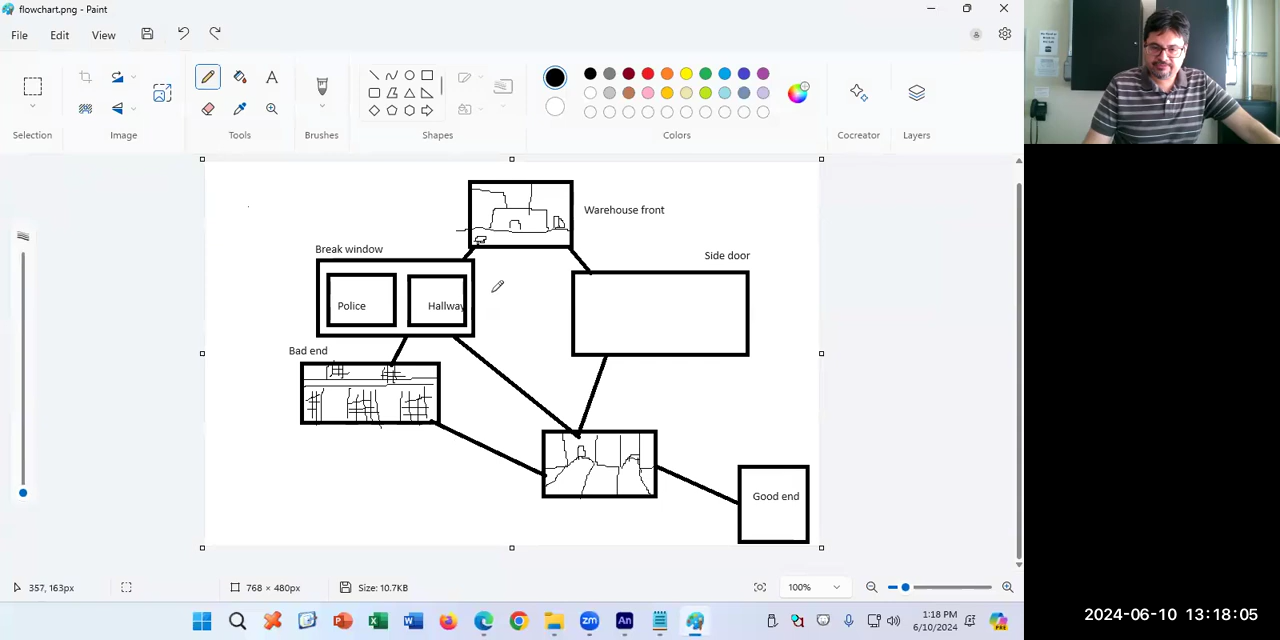 flowchart.png - Paint
File Edit View
Selection
Image
Tools
Brushes
Shapes
Colors
Cocreator
Layers
Warehouse front
Break window
Side door
Police
Hallway
Bad end
Good end
357, 163px
768 × 480px
Size: 10.7KB
100%
1:18 PM
6/10/2024
2024-06-10 13:18:05